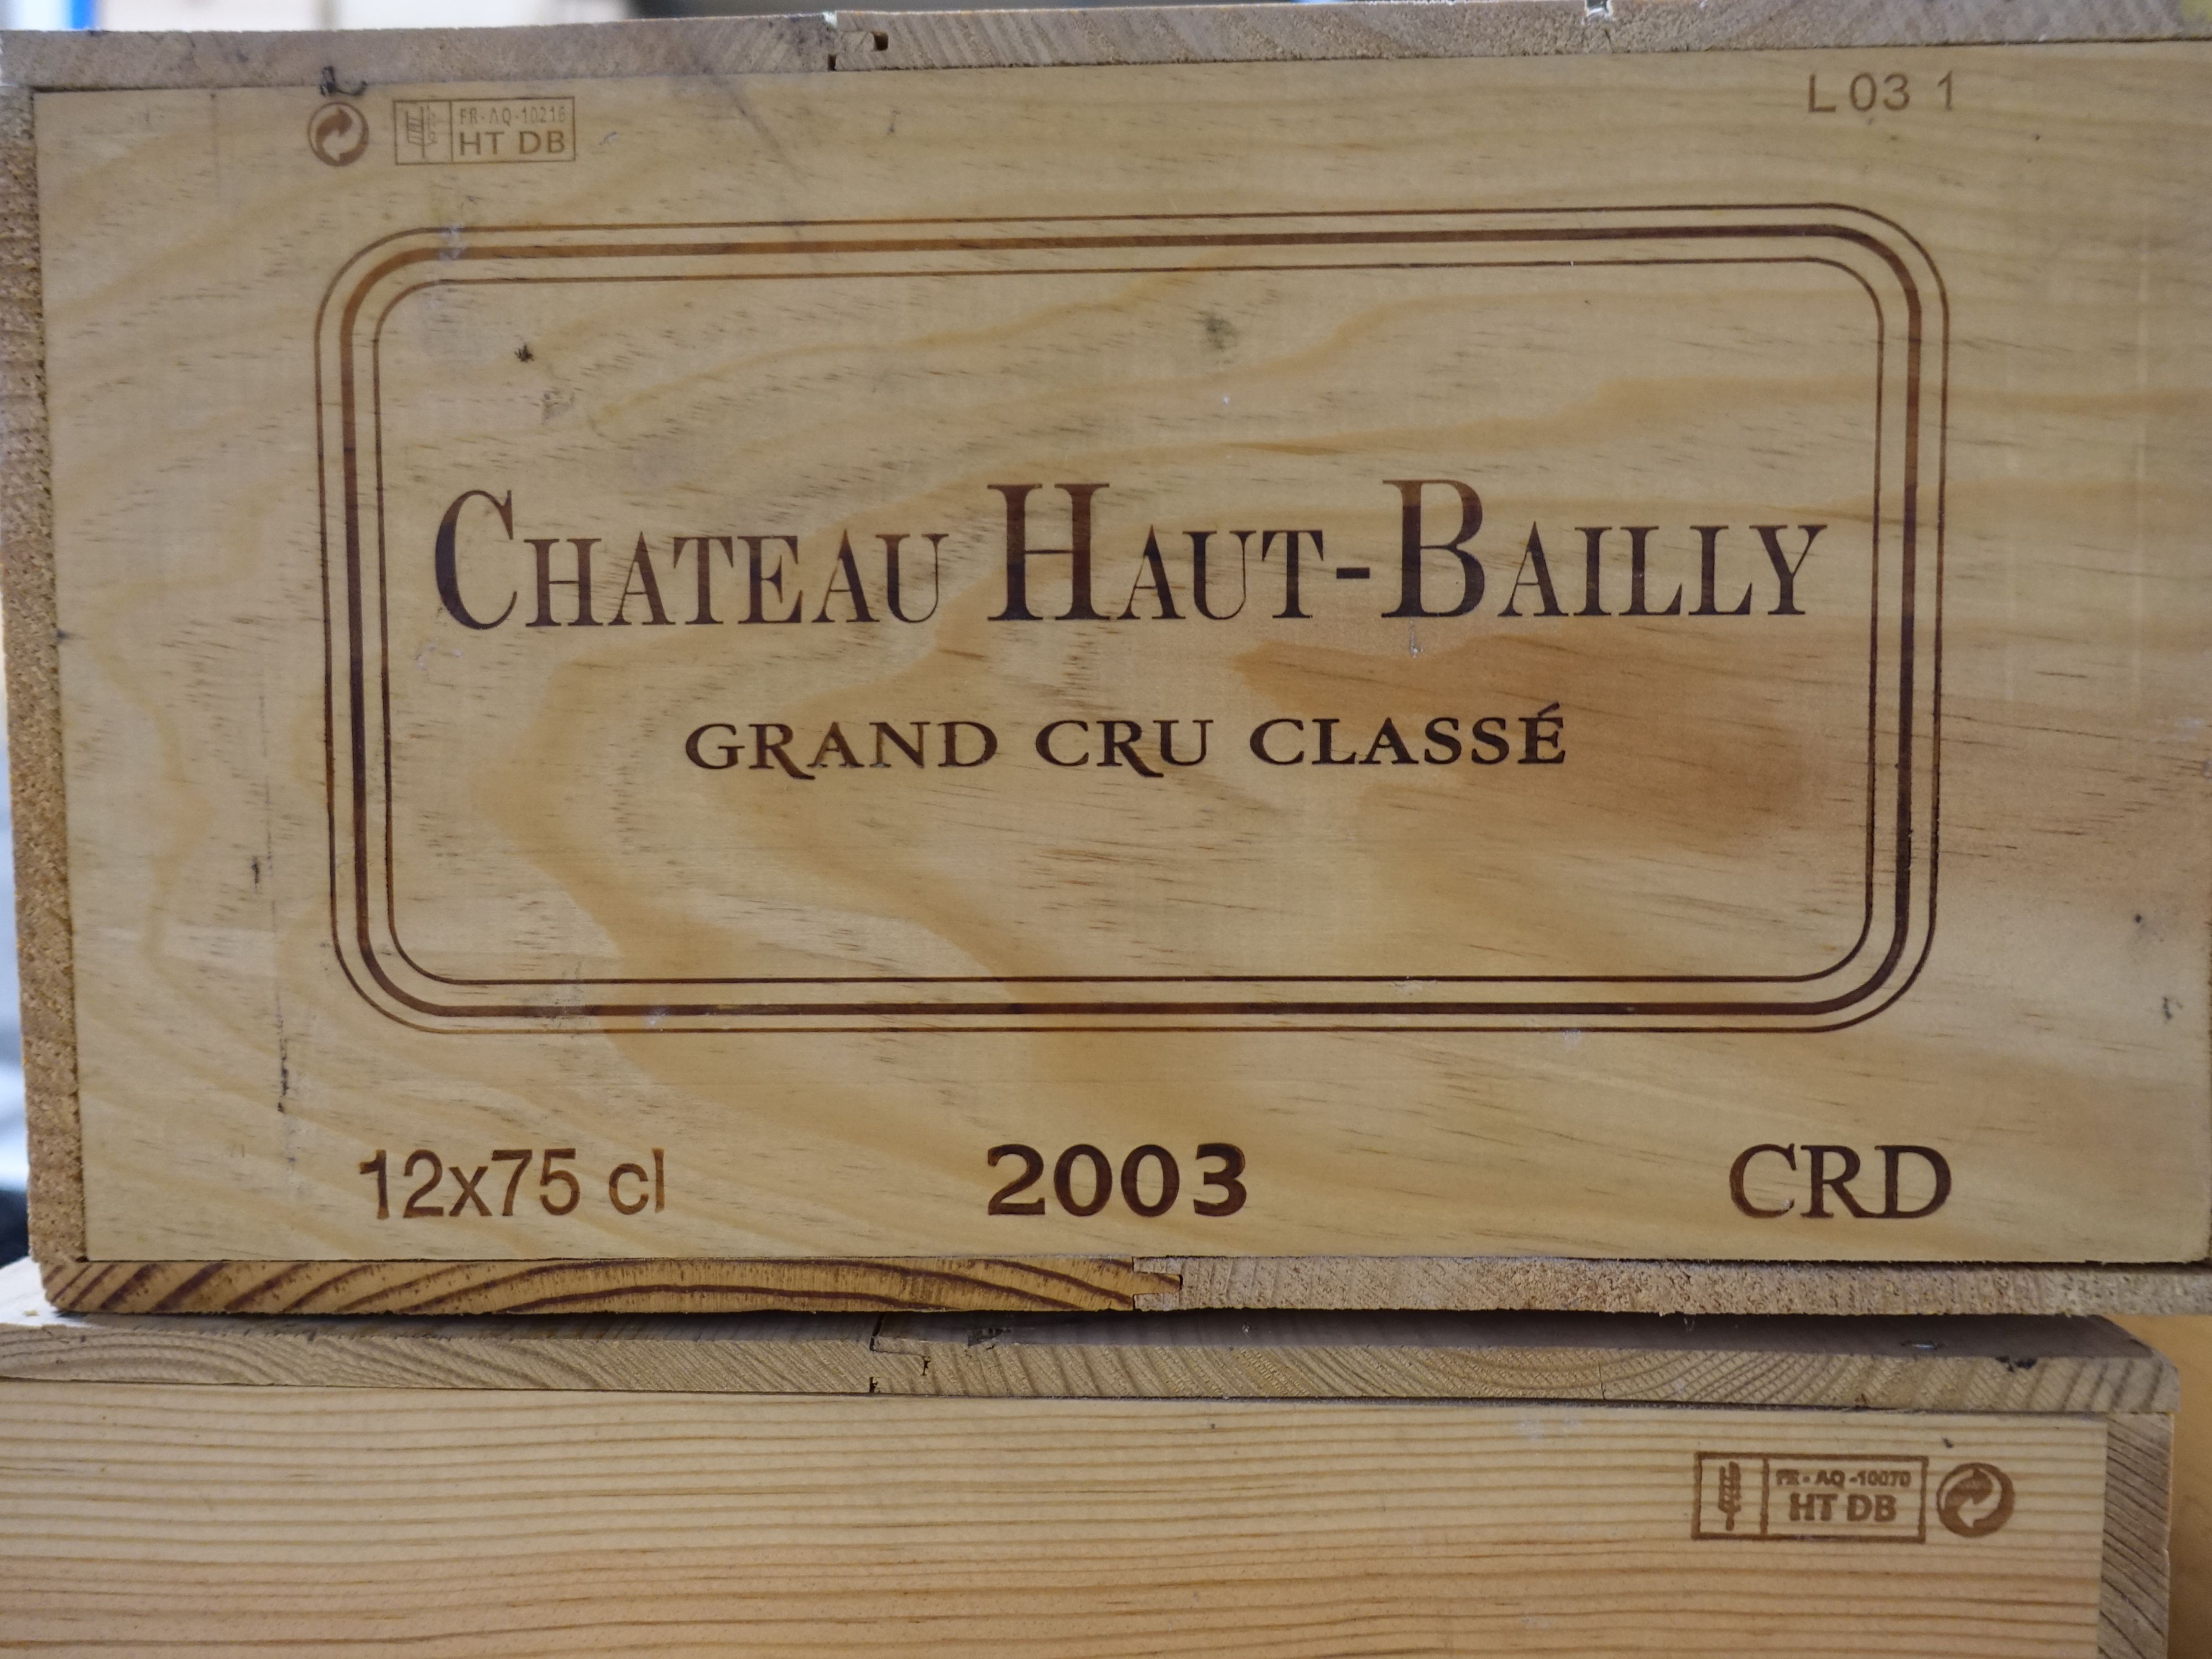 L03 1
FR-AQ-10216
HT DB
CHATEAU HAUT-BAILLY
GRAND CRU CLASSÉ
12x75 cl 2003 CRD
FR-AQ-10070
HT DB